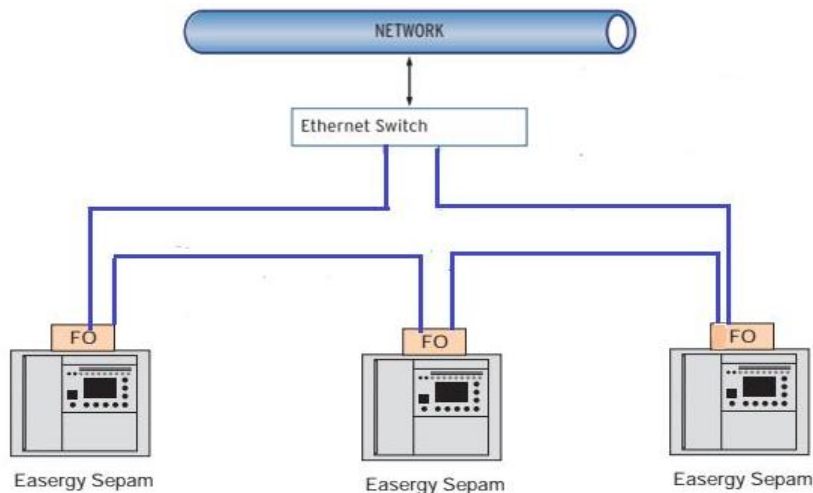 NETWORK
Ethernet Switch
FO
FO
FO
Easergy Sepam
Easergy Sepam
Easergy Sepam